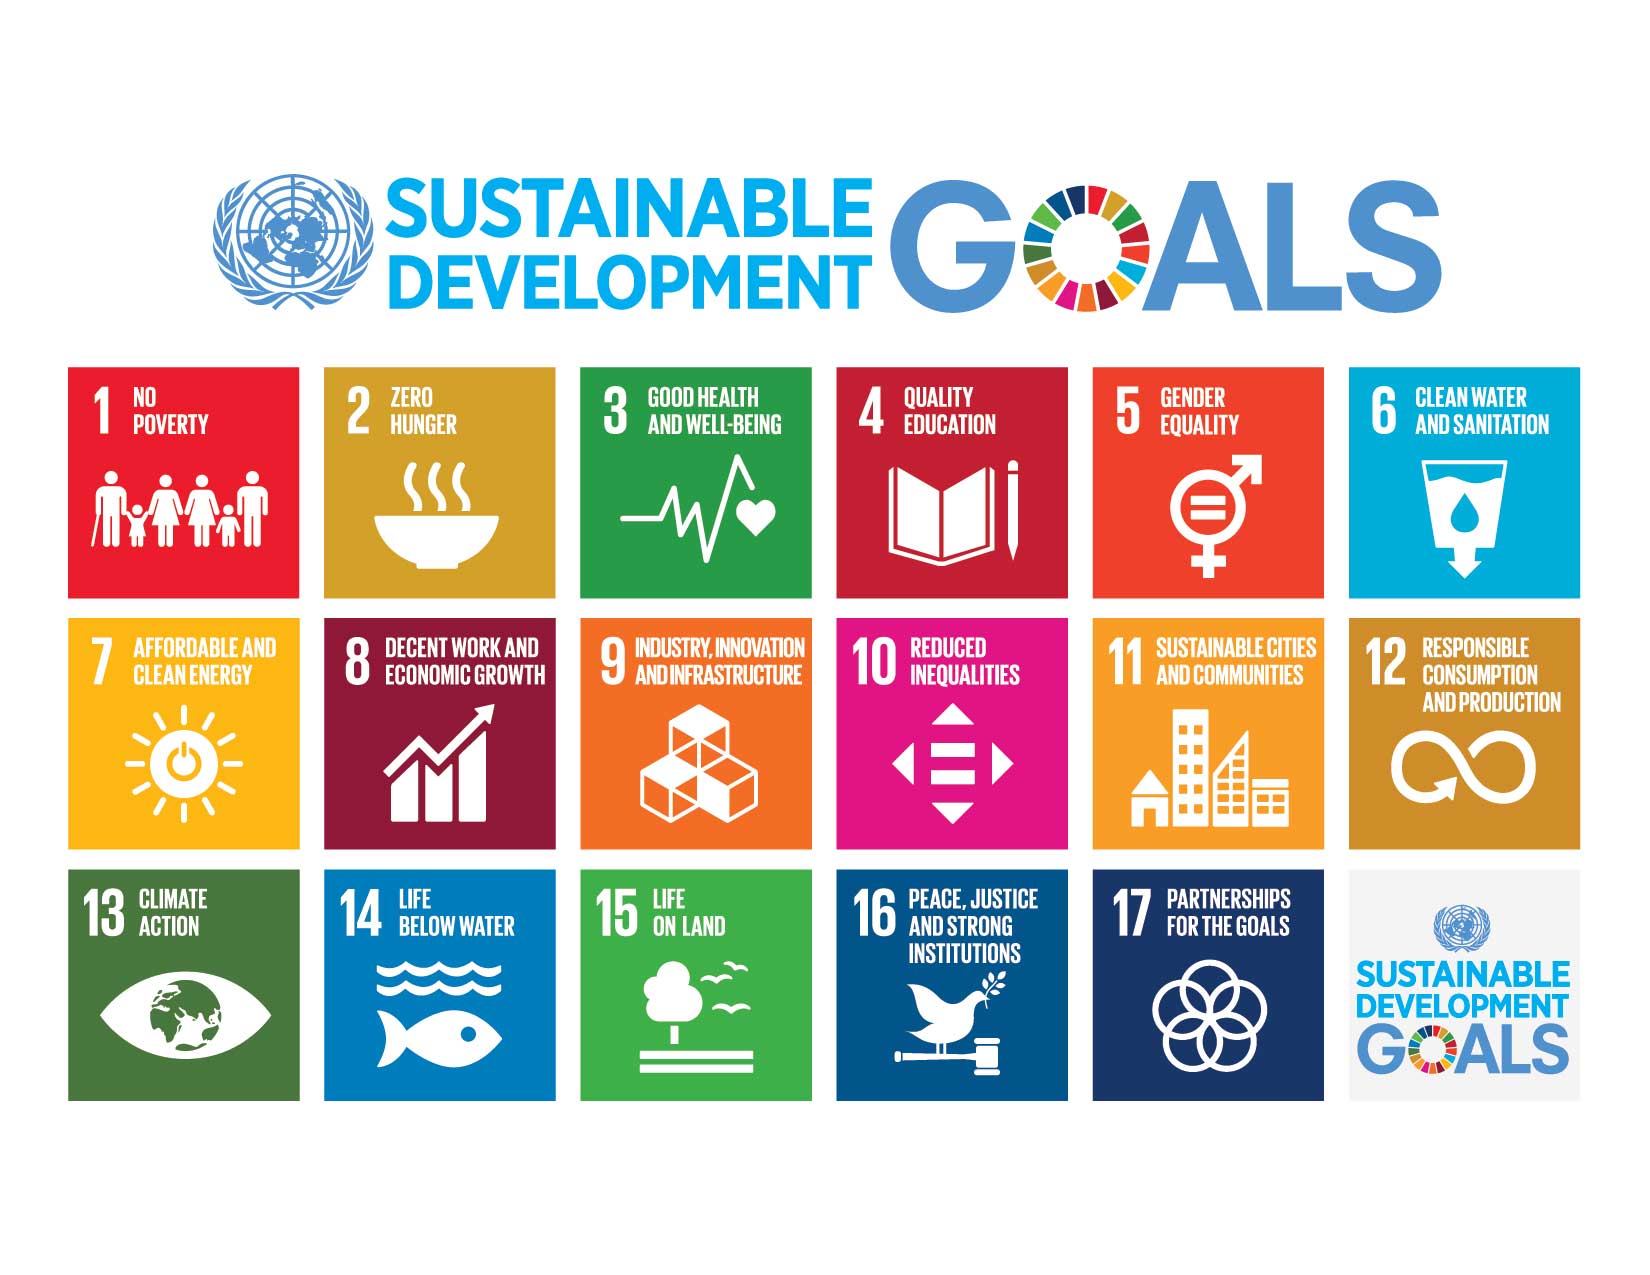 SUSTAINABLE
DEVELOPMENT
GOALS
1 NO
POVERTY
2 ZERO
HUNGER
3 GOOD HEALTH
AND WELL-BEING
4 QUALITY
EDUCATION
5 GENDER
EQUALITY
6 CLEAN WATER
AND SANITATION
7 AFFORDABLE AND
CLEAN ENERGY
8 DECENT WORK AND
ECONOMIC GROWTH
9 INDUSTRY, INNOVATION
AND INFRASTRUCTURE
10 REDUCED
INEQUALITIES
11 SUSTAINABLE CITIES
AND COMMUNITIES
12 RESPONSIBLE
CONSUMPTION
AND PRODUCTION
13 CLIMATE
ACTION
14 LIFE
BELOW WATER
15 LIFE
ON LAND
16 PEACE, JUSTICE
AND STRONG
INSTITUTIONS
17 PARTNERSHIPS
FOR THE GOALS
SUSTAINABLE
DEVELOPMENT
GOALS